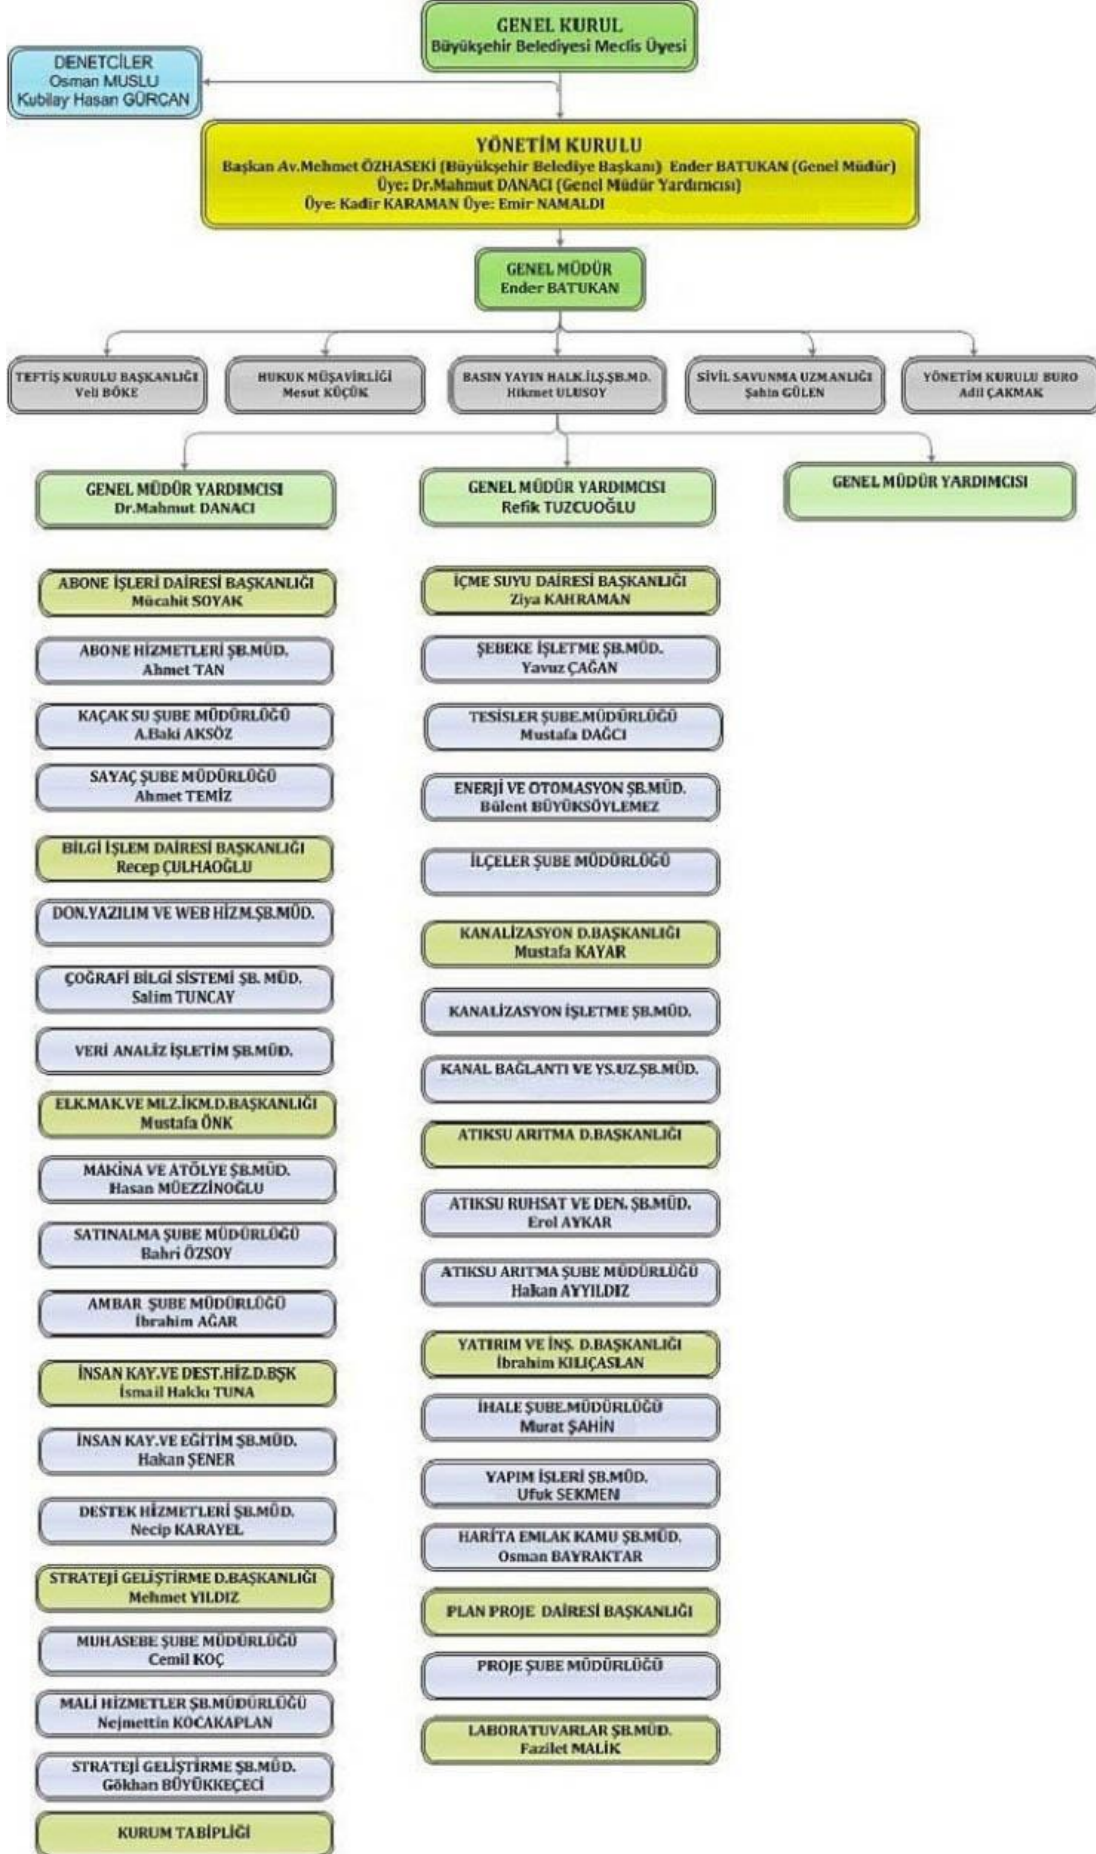 GENEL KURUL
Büyükşehir Belediyesi Meclis Üyesi
DENETCİLER
Osman MUSLU
Kubilay Hasan GÜRCAN
YÖNETİM KURULU
Başkan Av.Mehmet ÖZHASEKİ (Büyükşehir Belediye Başkanı) Ender BATUKAN (Genel Müdür)
Üye: Dr.Mahmut DANACI (Genel Müdür Yardımcısı)
Üye: Kadir KARAMAN Üye: Emir NAMALDI
GENEL MÜDÜR
Ender BATUKAN
TEFTİŞ KURULU BAŞKANLIĞI
Veli BÖKE
HUKUK MÜŞAVİRLİĞİ
Mesut KÜÇÜK
BASIN YAYIN HALK.İLŞ.ŞB.MD.
Hikmet ULUSOY
SİVİL SAVUNMA UZMANLIĞI
Şahin GÜLEN
YÖNETİM KURULU BURO
Adil ÇAKMAK
GENEL MÜDÜR YARDIMCISI
Dr.Mahmut DANACI
GENEL MÜDÜR YARDIMCISI
Refik TUZCUOĞLU
GENEL MÜDÜR YARDIMCISI
ABONE İŞLERİ DAİRESİ BAŞKANLIĞI
Mücahit SOYAK
ABONE HİZMETLERİ ŞB.MÜD.
Ahmet TAN
KAÇAK SU ŞUBE MÜDÜRLÜĞÜ
A.Baki AKSÖZ
SAYAÇ ŞUBE MÜDÜRLÜĞÜ
Ahmet TEMİZ
BİLGİ İŞLEM DAİRESİ BAŞKANLIĞI
Recep ÇULHAOĞLU
DON.YAZILIM VE WEB HİZM.ŞB.MÜD.
ÇOĞRAFİ BİLGİ SİSTEMİ ŞB. MÜD.
Salim TUNCAY
VERİ ANALİZ İŞLETİM ŞB.MÜD.
ELK.MAK.VE MLZ.İKM.D.BAŞKANLIĞI
Mustafa ÖNK
MAKİNA VE ATÖLYE ŞB.MÜD.
Hasan MÜEZZİNOĞLU
SATINALMA ŞUBE MÜDÜRLÜĞÜ
Bahri ÖZSOY
AMBAR ŞUBE MÜDÜRLÜĞÜ
İbrahim AĞAR
İNSAN KAY.VE DEST.HİZ.D.BŞK
İsmail Hakkı TUNA
İNSAN KAY.VE EĞİTİM ŞB.MÜD.
Hakan ŞENER
DESTEK HİZMETLERİ ŞB.MÜD.
Necip KARAYEL
STRATEJİ GELİŞTİRME D.BAŞKANLIĞI
Mehmet YILDIZ
MUHASEBE ŞUBE MÜDÜRLÜĞÜ
Cemil KOÇ
MALİ HİZMETLER ŞB.MÜDÜRLÜĞÜ
Nejmettin KOCAKAPLAN
STRATEJİ GELİŞTİRME ŞB.MÜD.
Gökhan BÜYÜKKEÇECİ
KURUM TABİPLİĞİ
İÇME SUYU DAİRESİ BAŞKANLIĞI
Ziya KAHRAMAN
ŞEBEKE İŞLETME ŞB.MÜD.
Yavuz ÇAĞAN
TESİSLER ŞUBE.MÜDÜRLÜĞÜ
Mustafa DAĞCI
ENERJİ VE OTOMASYON ŞB.MÜD.
Bülent BÜYÜKSÖYLEMEZ
İLÇELER ŞUBE MÜDÜRLÜĞÜ
KANALİZASYON D.BAŞKANLIĞI
Mustafa KAYAR
KANALİZASYON İŞLETME ŞB.MÜD.
KANAL BAĞLANTI VE YS.UZ.ŞB.MÜD.
ATIKSU ARITMA D.BAŞKANLIĞI
ATIKSU RUHSAT VE DEN. ŞB.MÜD.
Erol AYKAR
ATIKSU ARITMA ŞUBE MÜDÜRLÜĞÜ
Hakan AYYILDIZ
YATIRIM VE İNŞ. D.BAŞKANLIĞI
İbrahim KILIÇASLAN
İHALE ŞUBE.MÜDÜRLÜĞÜ
Murat ŞAHİN
YAPIM İŞLERİ ŞB.MÜD.
Ufuk SEKMEN
HARİTA EMLAK KAMU ŞB.MÜD.
Osman BAYRAKTAR
PLAN PROJE DAİRESİ BAŞKANLIĞI
PROJE ŞUBE MÜDÜRLÜĞÜ
LABORATUVARLAR ŞB.MÜD.
Fazilet MALİK